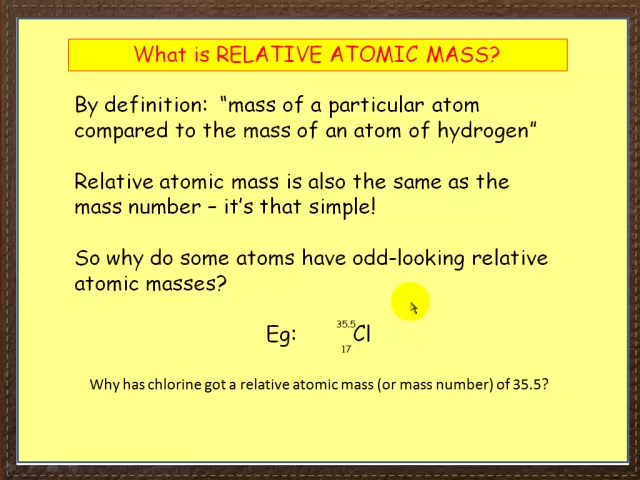 What is RELATIVE ATOMIC MASS?
By definition: “mass of a particular atom
compared to the mass of an atom of hydrogen”
Relative atomic mass is also the same as the
mass number – it’s that simple!
So why do some atoms have odd-looking relative
atomic masses?
Eg: 35.5 Cl
17
Why has chlorine got a relative atomic mass (or mass number) of 35.5?